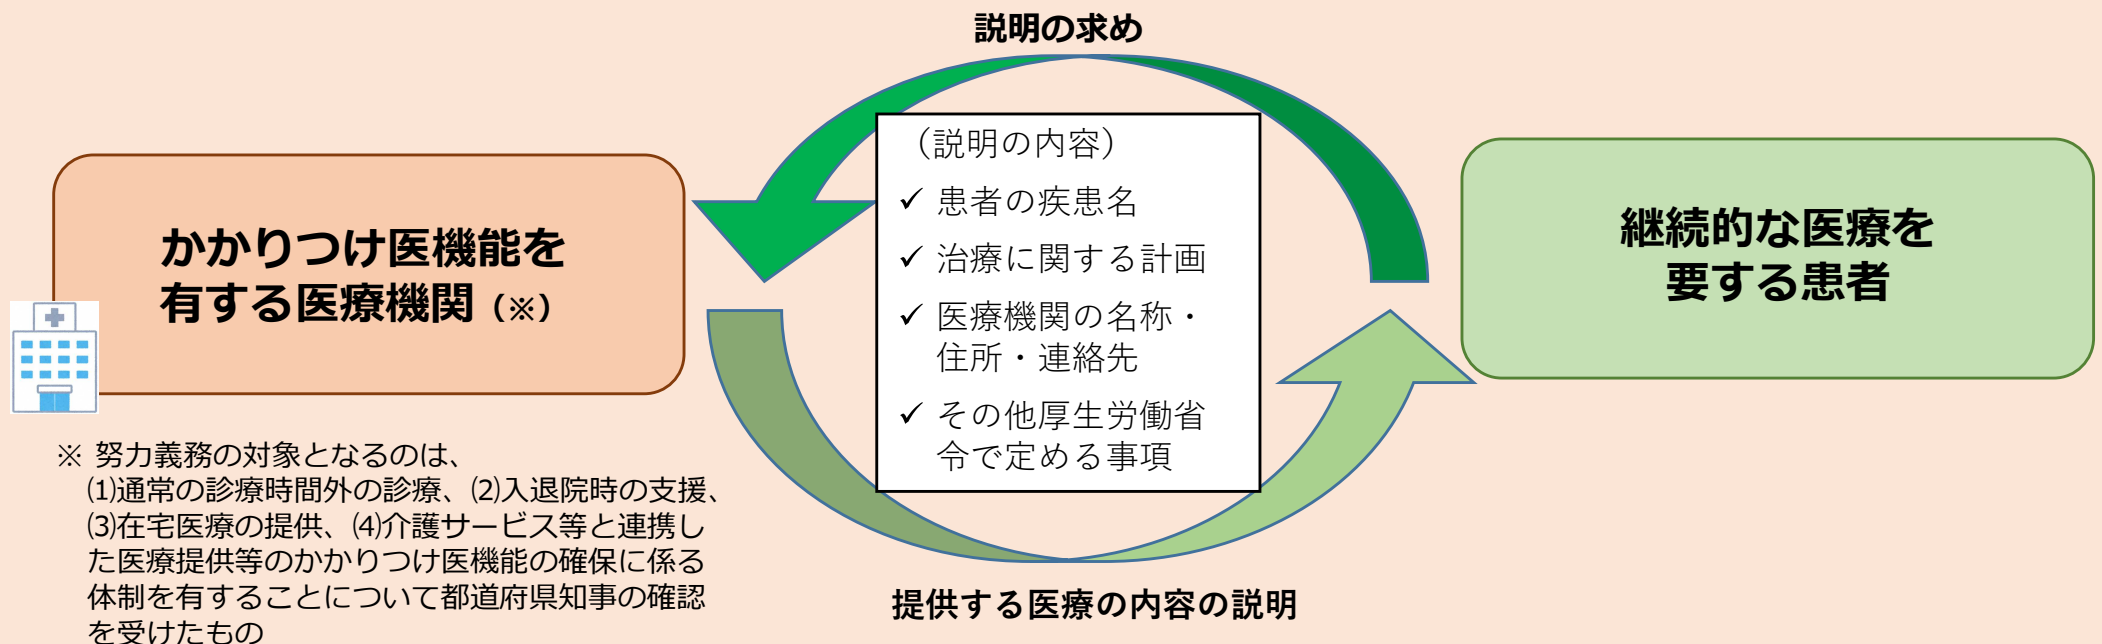 説明の求め
かかりつけ医機能を
有する医療機関（※）
（説明の内容）
✓ 患者の疾患名
✓ 治療に関する計画
✓ 医療機関の名称・
住所・連絡先
✓ その他厚生労働省
令で定める事項
継続的な医療を
要する患者
※ 努力義務の対象となるのは、
⑴通常の診療時間外の診療、⑵入退院時の支援、
⑶在宅医療の提供、⑷介護サービス等と連携し
た医療提供等のかかりつけ医機能の確保に係る
体制を有することについて都道府県知事の確認
を受けたもの
提供する医療の内容の説明